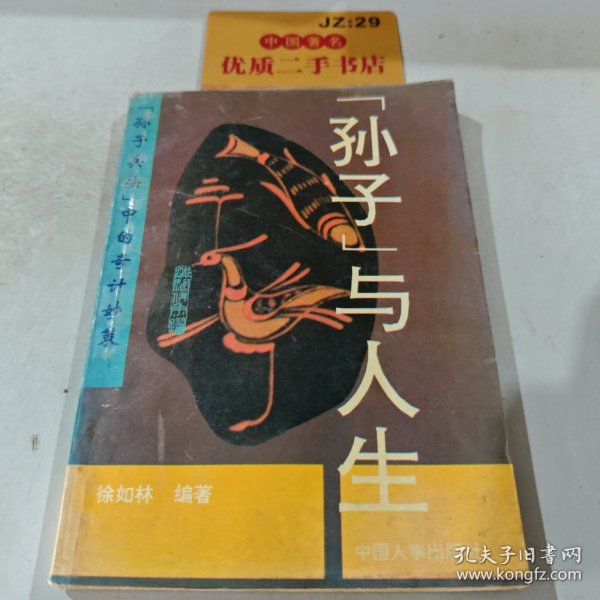 JZ:29
中国著名
优质二手书店
「孙子」与人生
「孙子兵法」中的奇计妙策
徐如林 编著
中国人事出版社
孔夫子旧书网
www.kongfz.com